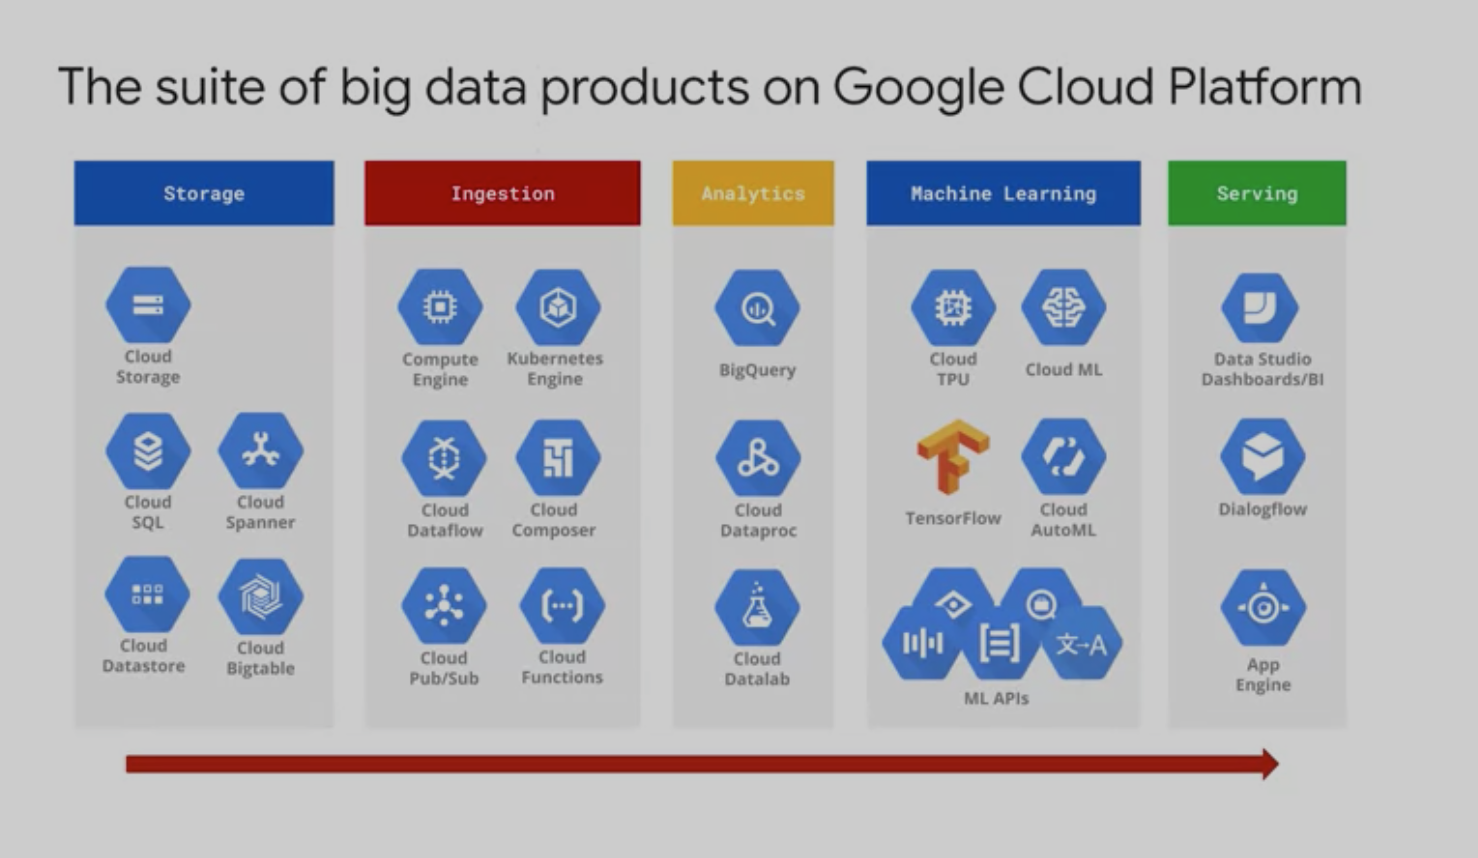 The suite of big data products on Google Cloud Platform
Storage
Cloud
Storage
Cloud
SQL
Cloud
Spanner
Cloud
Datastore
Cloud
Bigtable
Ingestion
Compute
Engine
Kubernetes
Engine
Cloud
Dataflow
Cloud
Composer
Cloud
Pub/Sub
Cloud
Functions
Analytics
BigQuery
Cloud
Dataproc
Cloud
Datalab
Machine Learning
Cloud
TPU
Cloud ML
TensorFlow
Cloud
AutoML
文→A
ML APIs
Serving
Data Studio
Dashboards/BI
Dialogflow
App
Engine